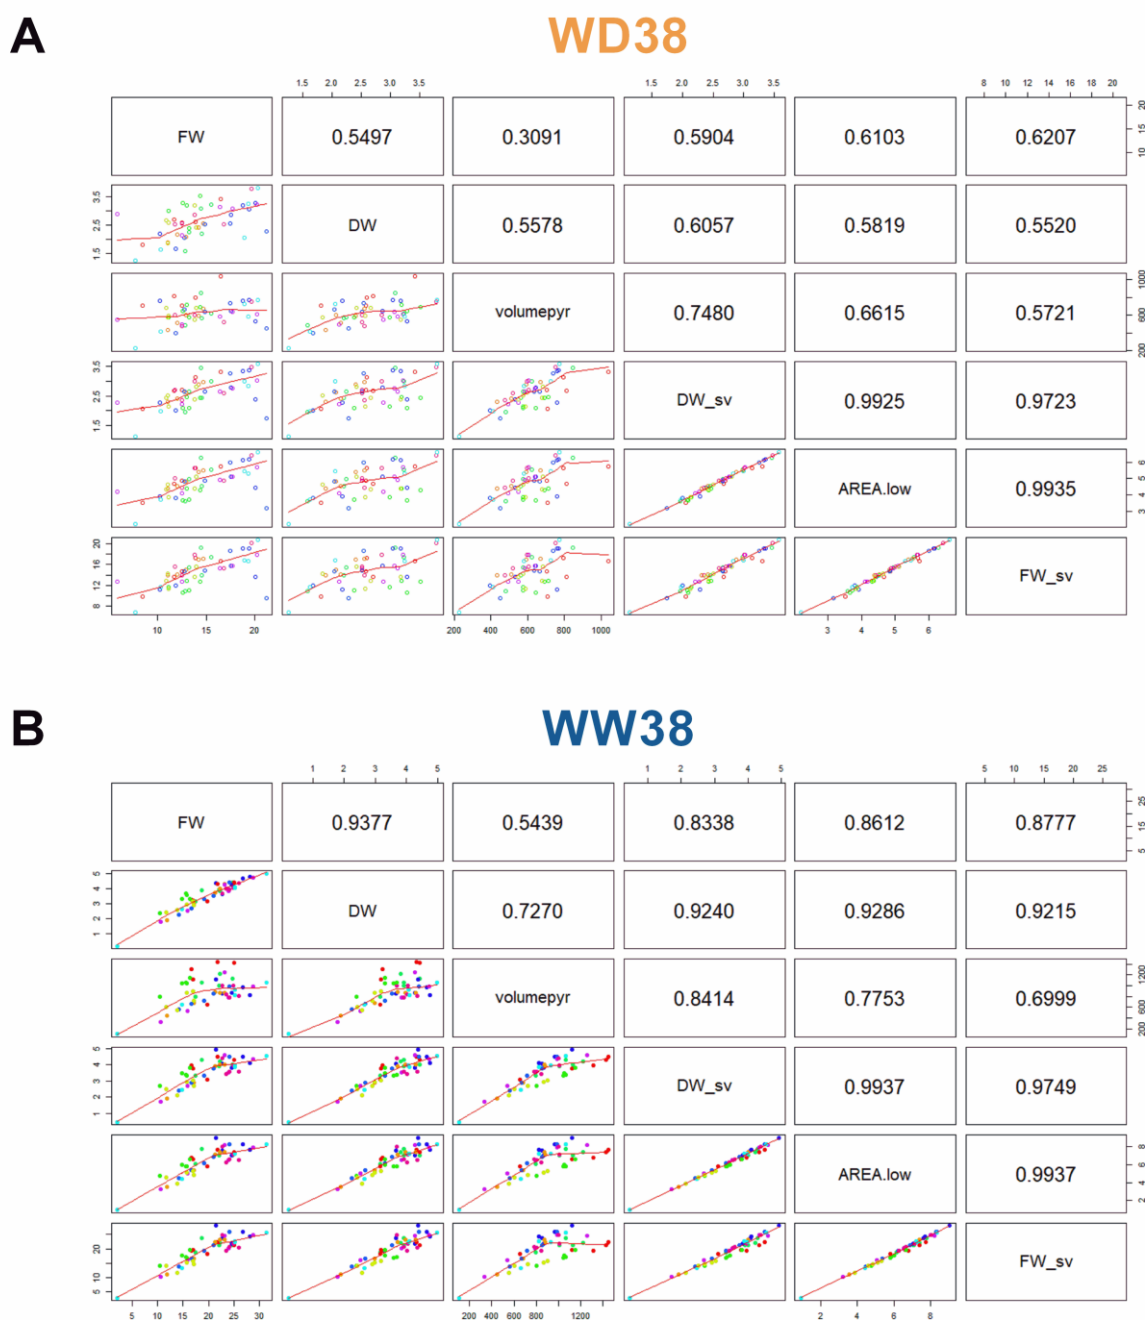 A
WD38
1.5 2.0 2.5 3.0 3.5
1.5 2.0 2.5 3.0 3.5
8 10 12 14 16 18 20
FW 0.5497 0.3091 0.5904 0.6103 0.6207
10 15 20
1.5 2.5 3.5
DW 0.5578 0.6057 0.5819 0.5520
volumepyr 0.7480 0.6615 0.5721
200 600 1000
1.5 2.5 3.5
DW_sv 0.9925 0.9723
AREA.low 0.9935
3 4 5 6
8 12 16 20
FW_sv
10 15 20
200 400 600 800 1000
3 4 5 6
B
WW38
1 2 3 4 5
1 2 3 4 5
5 10 15 20 25
FW 0.9377 0.5439 0.8338 0.8612 0.8777
5 15 25
1 2 3 4 5
DW 0.7270 0.9240 0.9286 0.9215
volumepyr 0.8414 0.7753 0.6999
200 600 1200
1 2 3 4 5
DW_sv 0.9937 0.9749
AREA.low 0.9937
2 4 6 8
5 10 20
FW_sv
5 10 15 20 25 30
200 400 600 800 1200
2 4 6 8